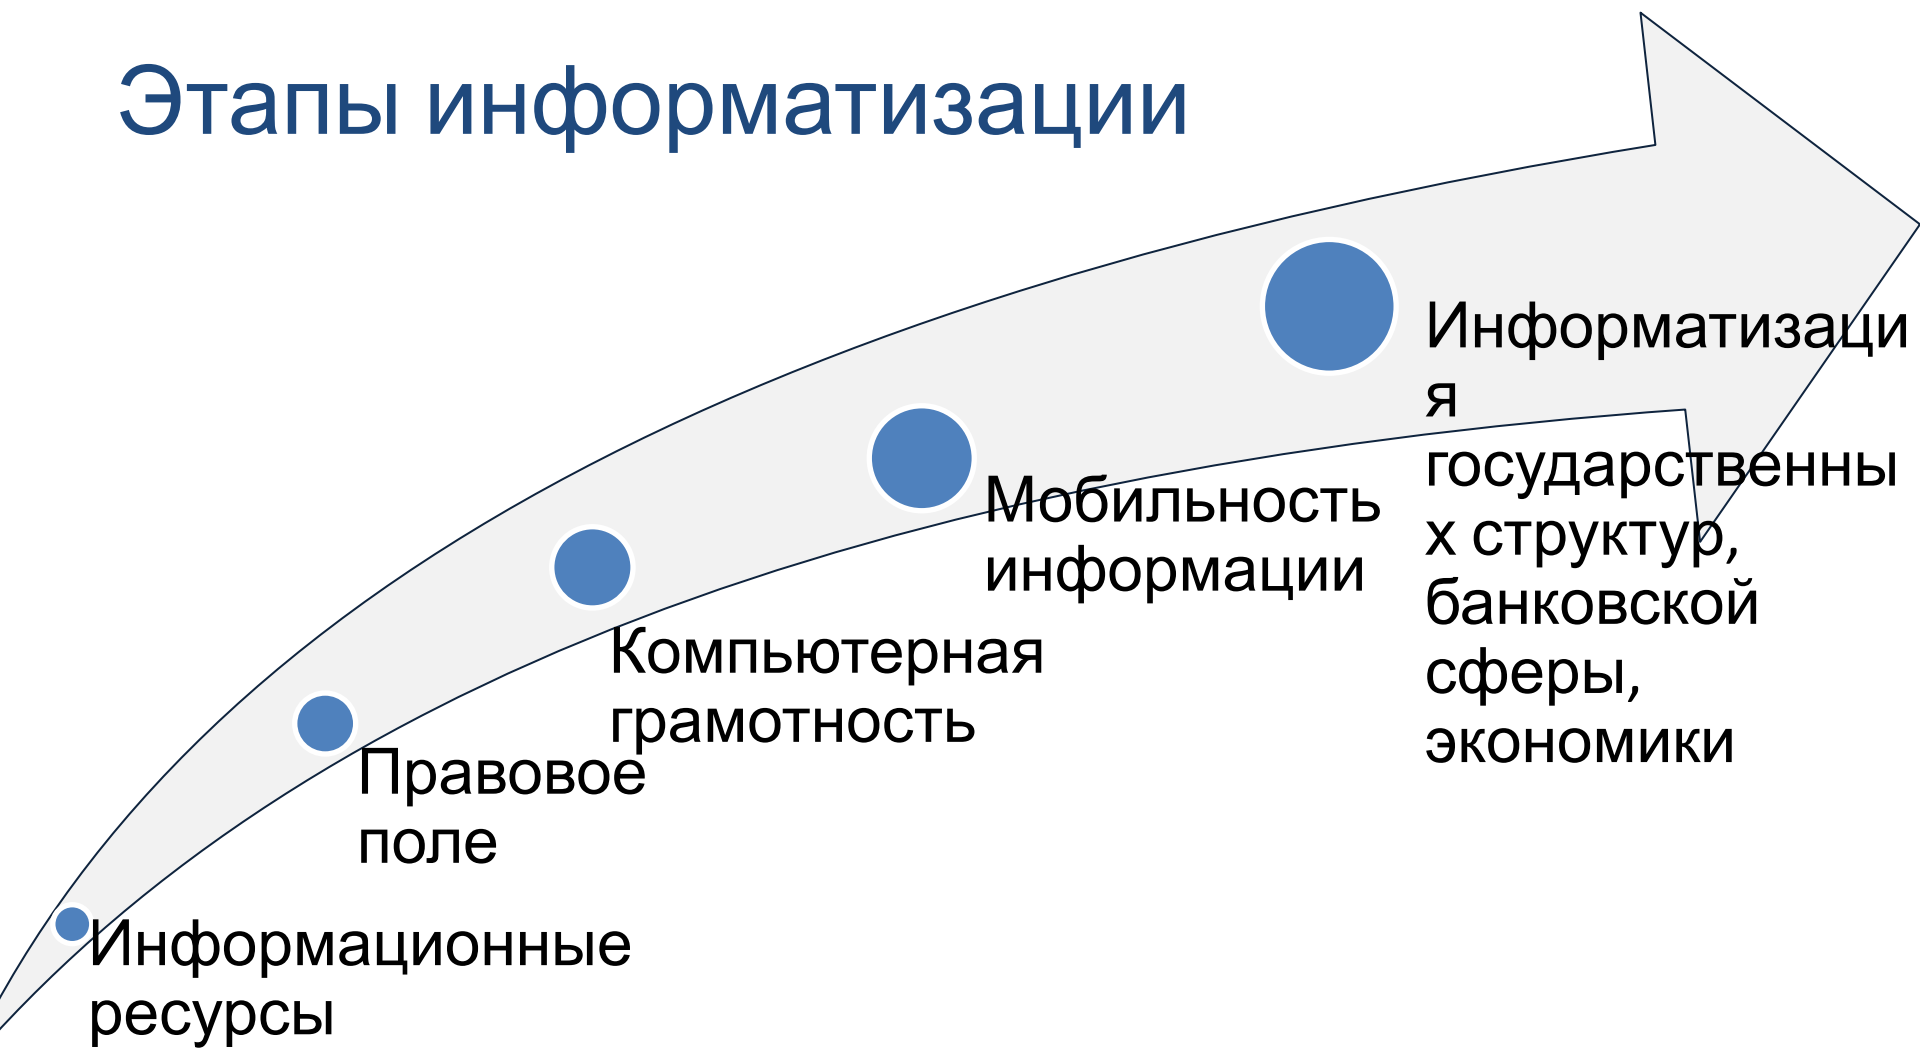 Этапы информатизации
Информационные
ресурсы
Правовое
поле
Компьютерная
грамотность
Мобильность
информации
Информатизаци
я
государственны
х структур,
банковской
сферы,
экономики